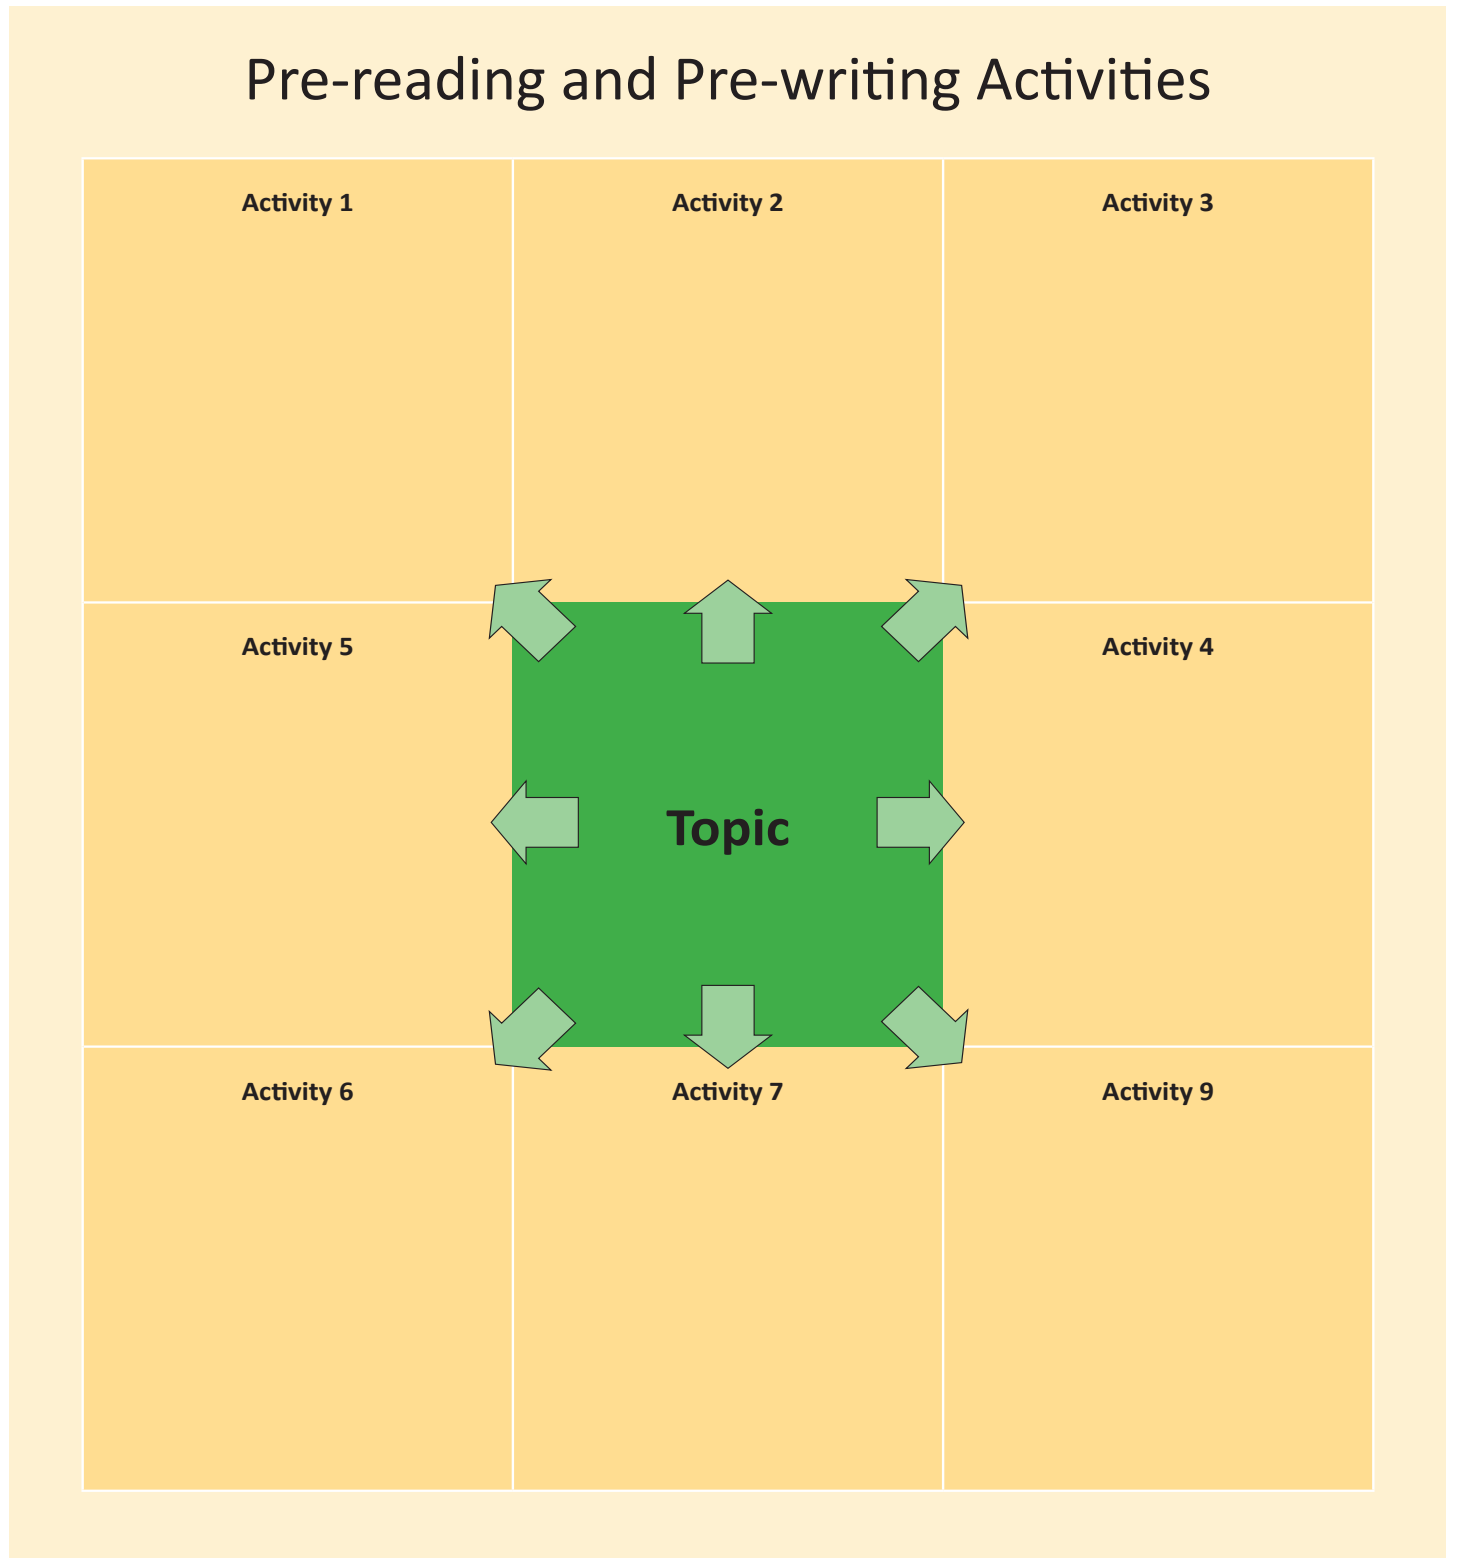 Pre-reading and Pre-writing Activities
Activity 1
Activity 2
Activity 3
Activity 5
Topic
Activity 4
Activity 6
Activity 7
Activity 9